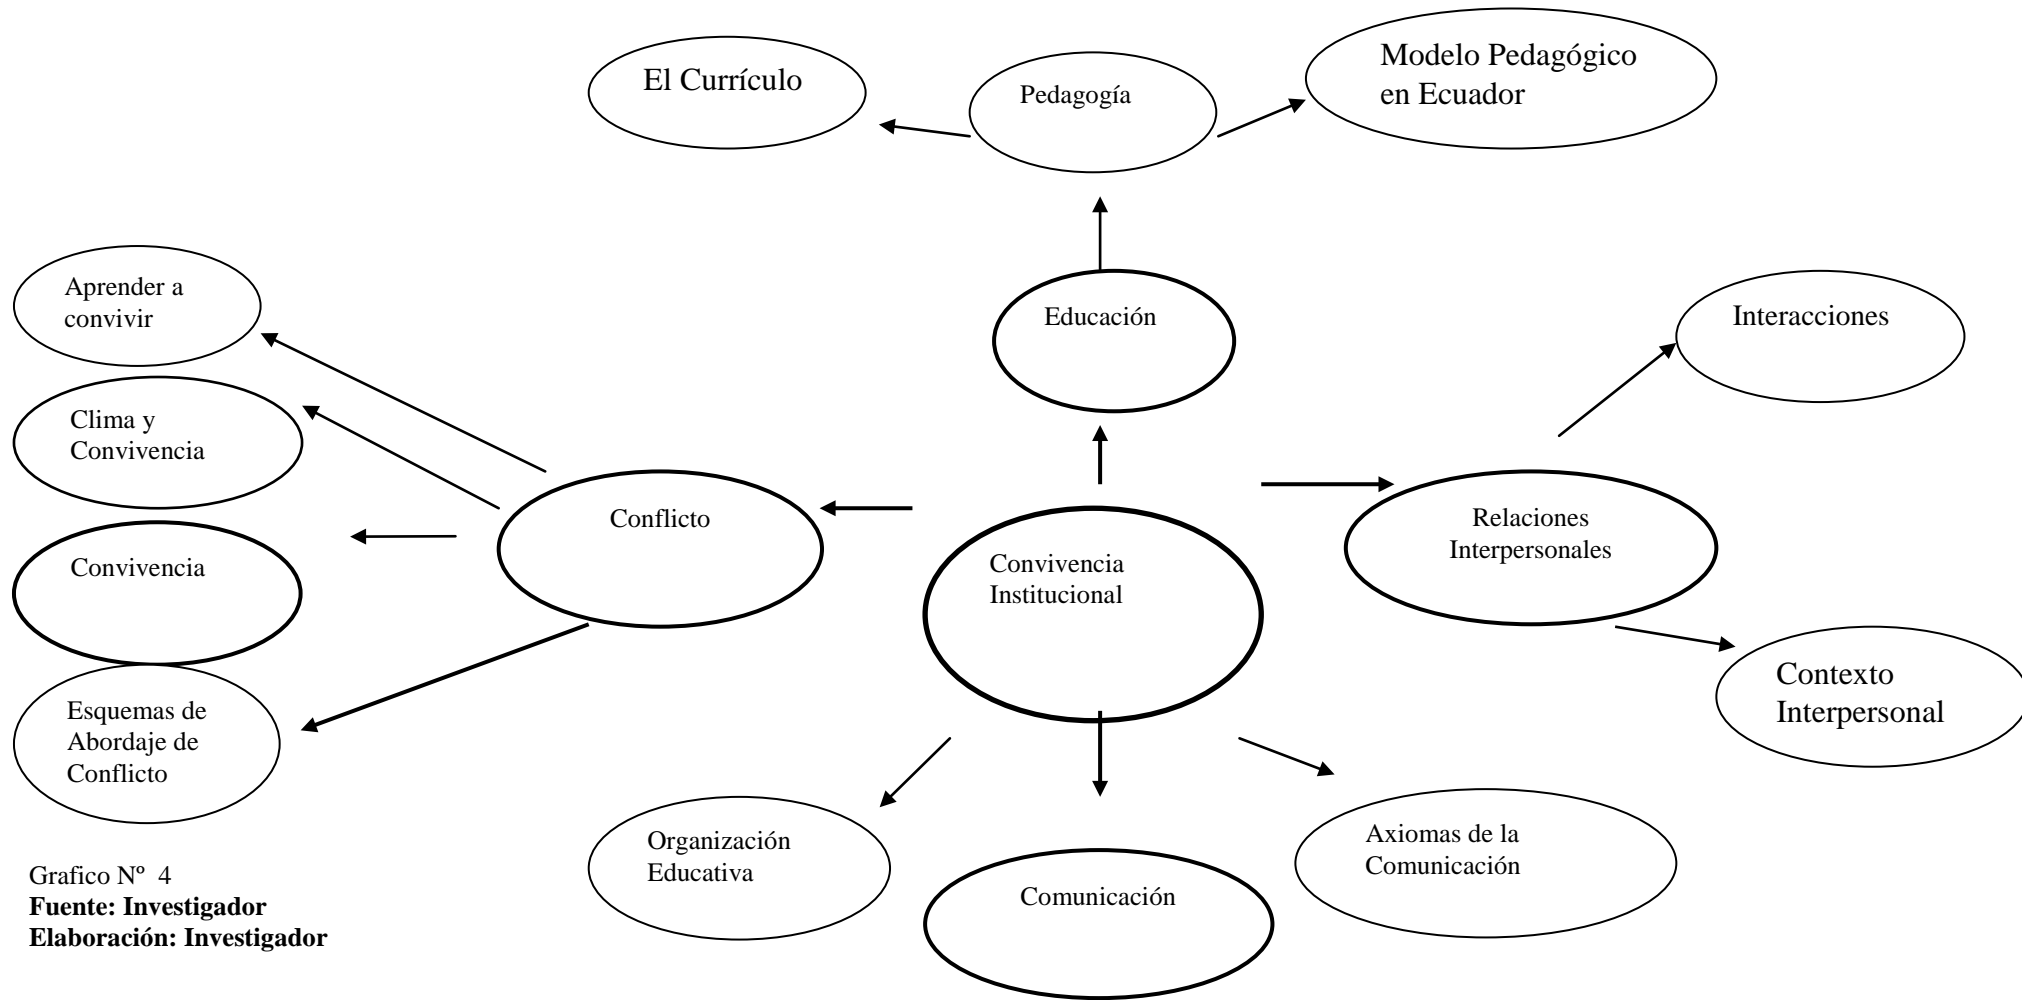 El Currículo
Pedagogía
Modelo Pedagógico
en Ecuador
Aprender a
convivir
Educación
Interacciones
Clima y
Convivencia
Conflicto
Relaciones
Interpersonales
Convivencia
Convivencia
Institucional
Contexto
Interpersonal
Esquemas de
Abordaje de
Conflicto
Organización
Educativa
Comunicación
Axiomas de la
Comunicación
Grafico Nº  4
Fuente: Investigador
Elaboración: Investigador